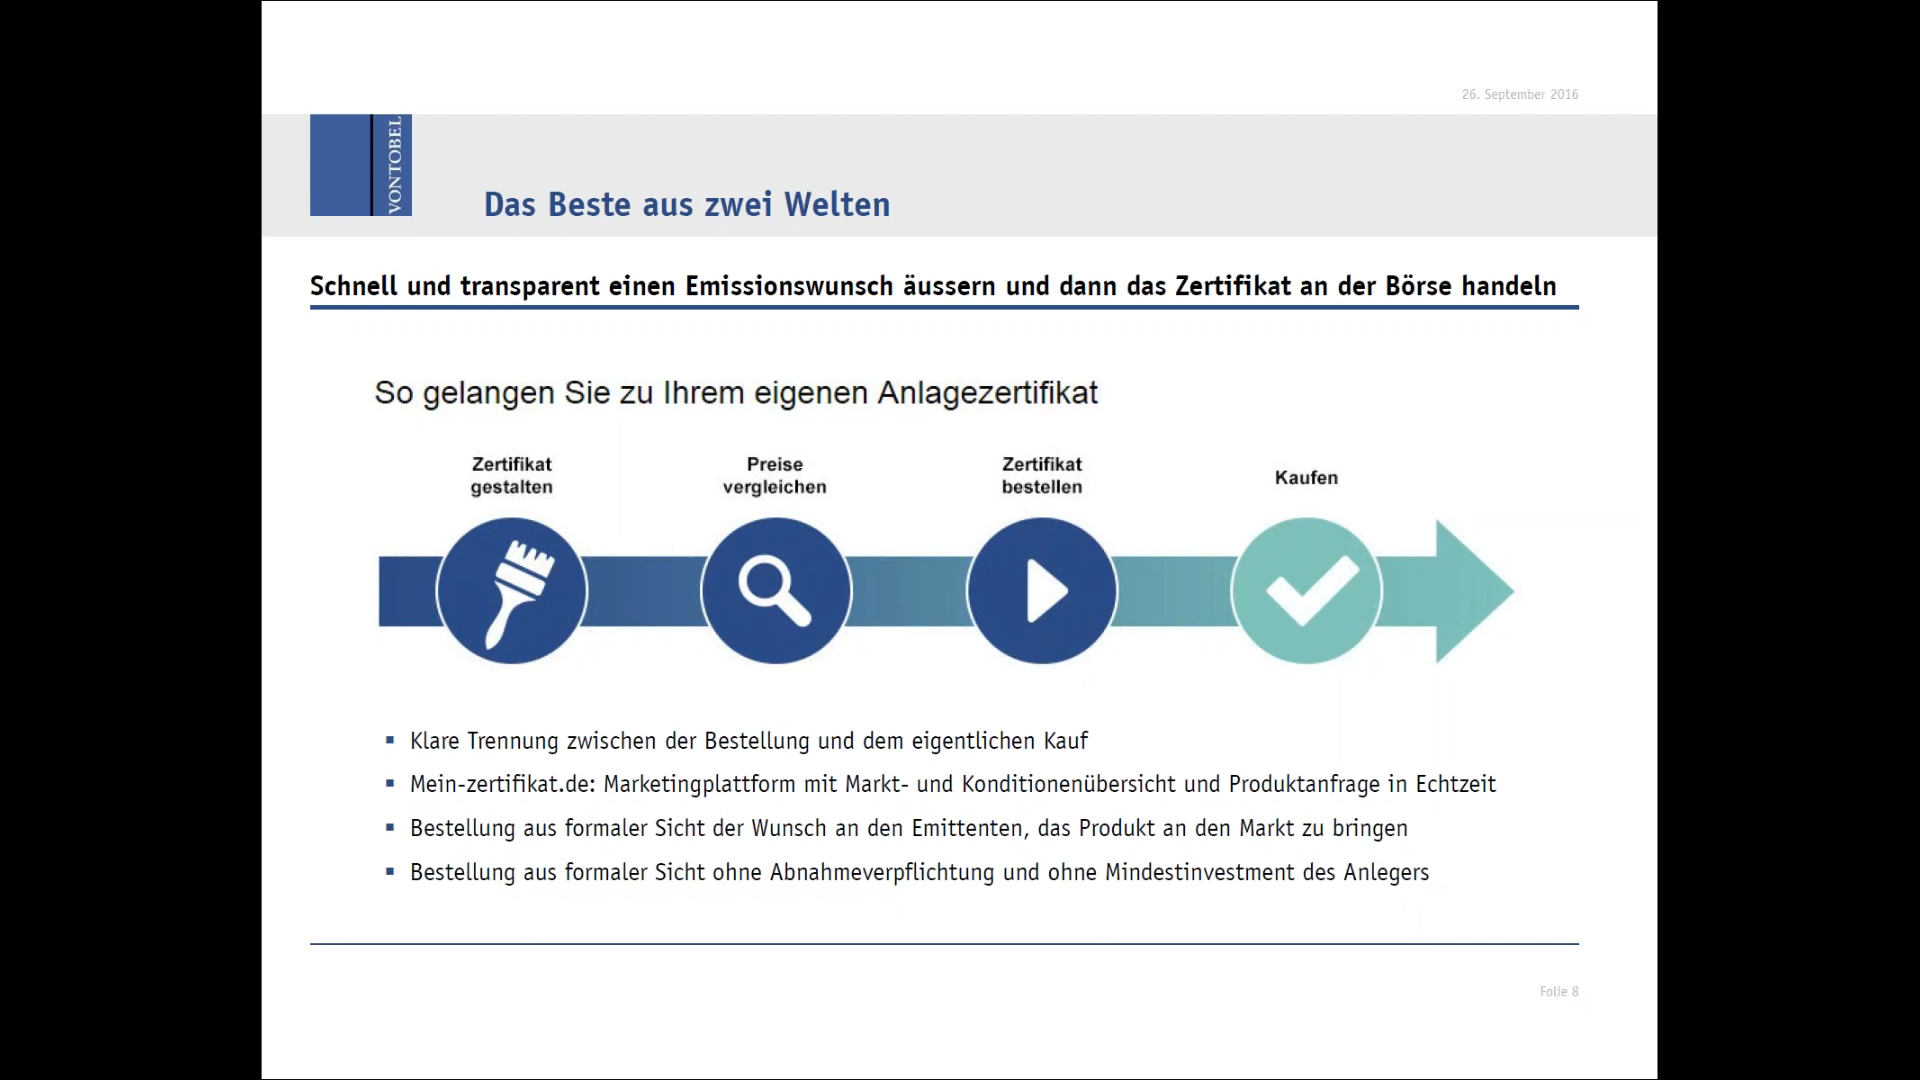 26. September 2016
VONTOBEL
Das Beste aus zwei Welten
Schnell und transparent einen Emissionswunsch äussern und dann das Zertifikat an der Börse handeln
So gelangen Sie zu Ihrem eigenen Anlagezertifikat
Zertifikat
gestalten
Preise
vergleichen
Zertifikat
bestellen
Kaufen
▪ Klare Trennung zwischen der Bestellung und dem eigentlichen Kauf
▪ Mein-zertifikat.de: Marketingplattform mit Markt- und Konditionenübersicht und Produktanfrage in Echtzeit
▪ Bestellung aus formaler Sicht der Wunsch an den Emittenten, das Produkt an den Markt zu bringen
▪ Bestellung aus formaler Sicht ohne Abnahmeverpflichtung und ohne Mindestinvestment des Anlegers
Folie 8